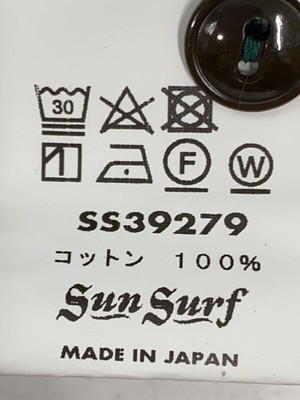 30
F W
SS39279
コットン 100%
Sun Surf
MADE IN JAPAN